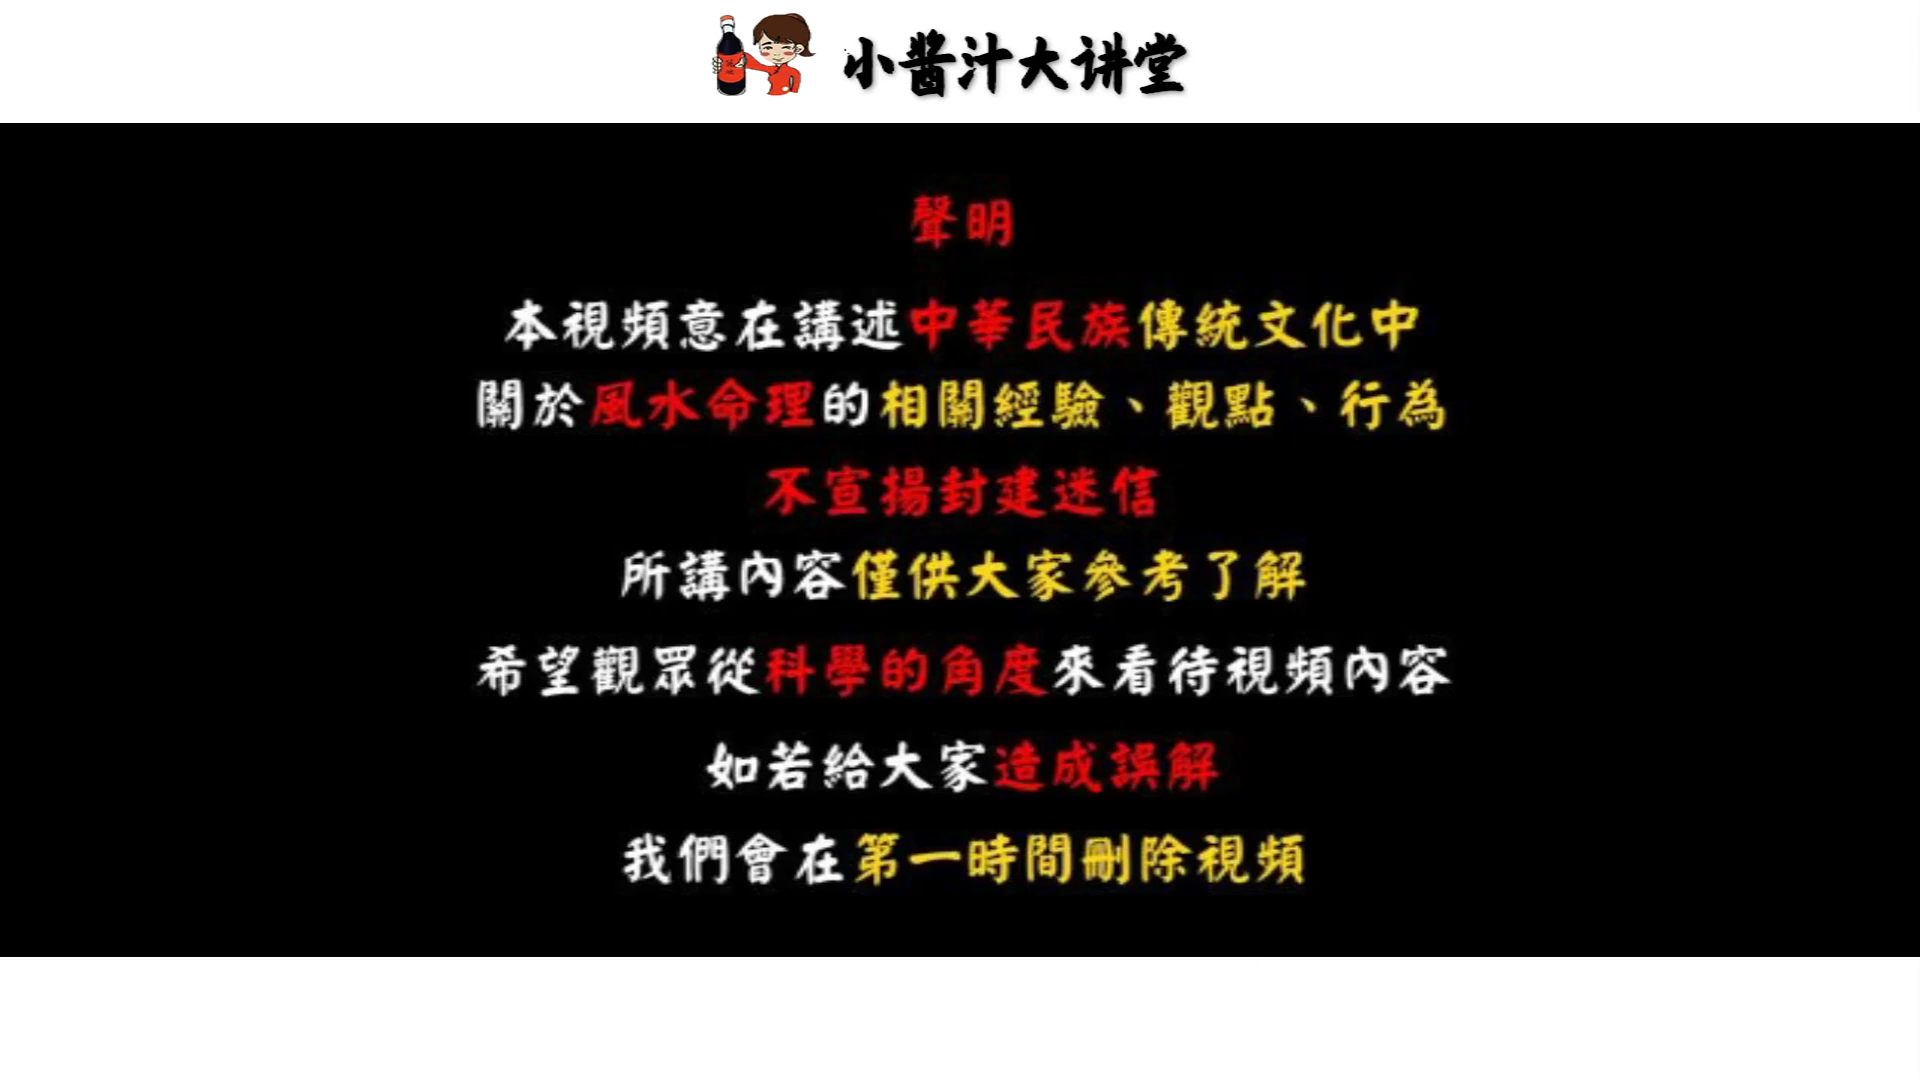 小酱汁大讲堂
聲明
本視頻意在講述中華民族傳統文化中
關於風水命理的相關經驗、觀點、行為
不宣揚封建迷信
所講內容僅供大家參考了解
希望觀眾從科學的角度來看待視頻內容
如若給大家造成誤解
我們會在第一時間刪除視頻